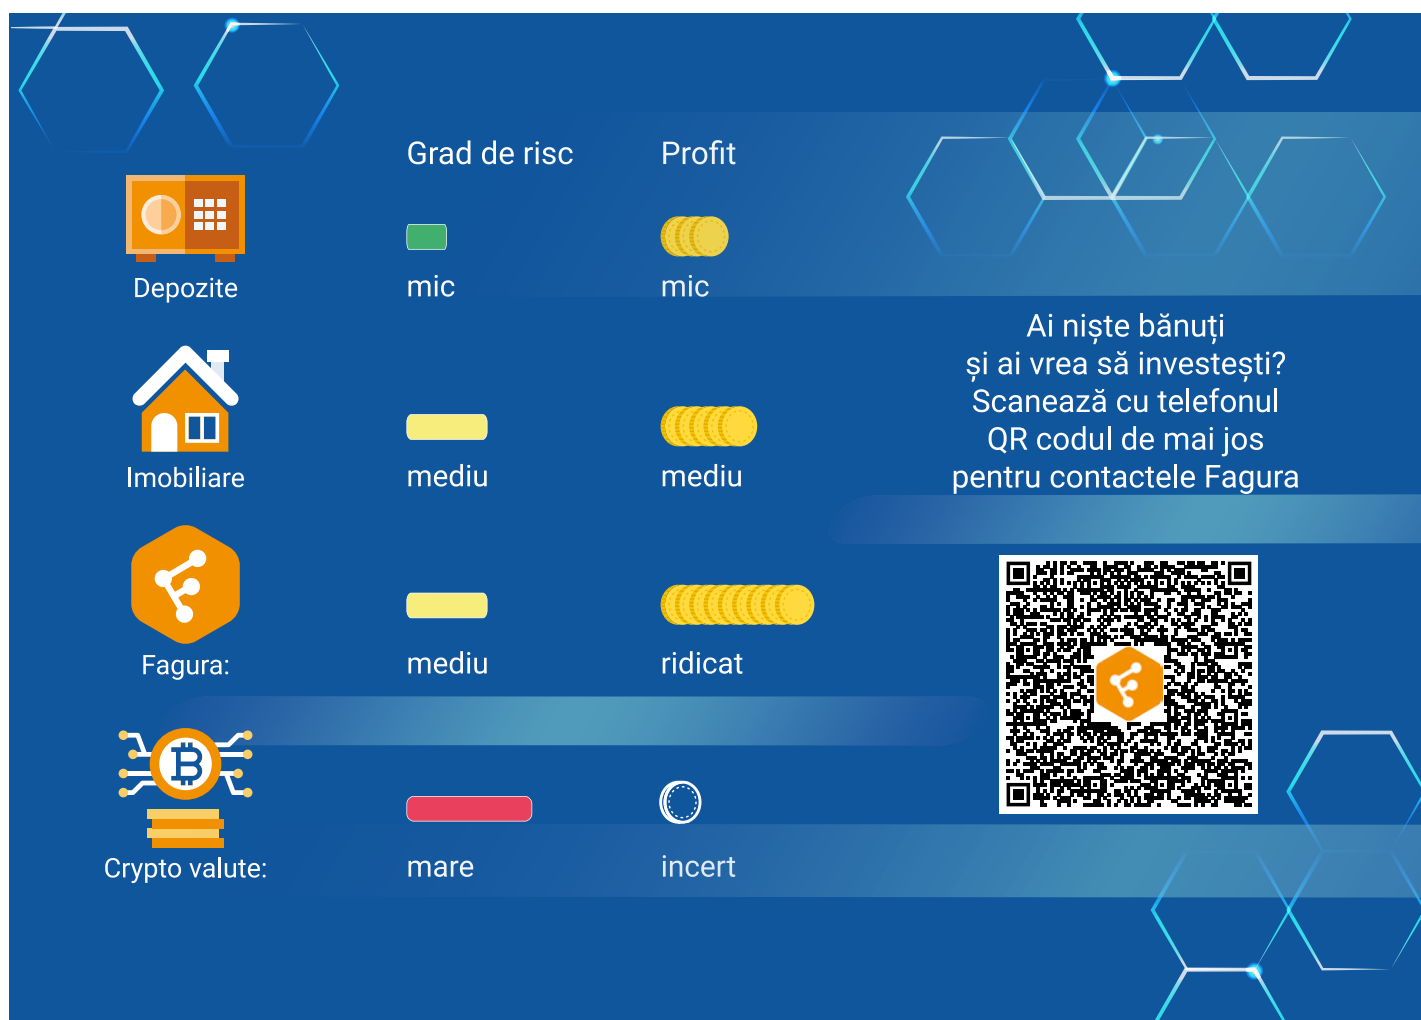 Grad de risc Profit
Depozite mic mic
Imobiliare mediu mediu
Fagura: mediu ridicat
Crypto valute: mare incert
Ai niște bănuți
și ai vrea să investești?
Scanează cu telefonul
QR codul de mai jos
pentru contactele Fagura